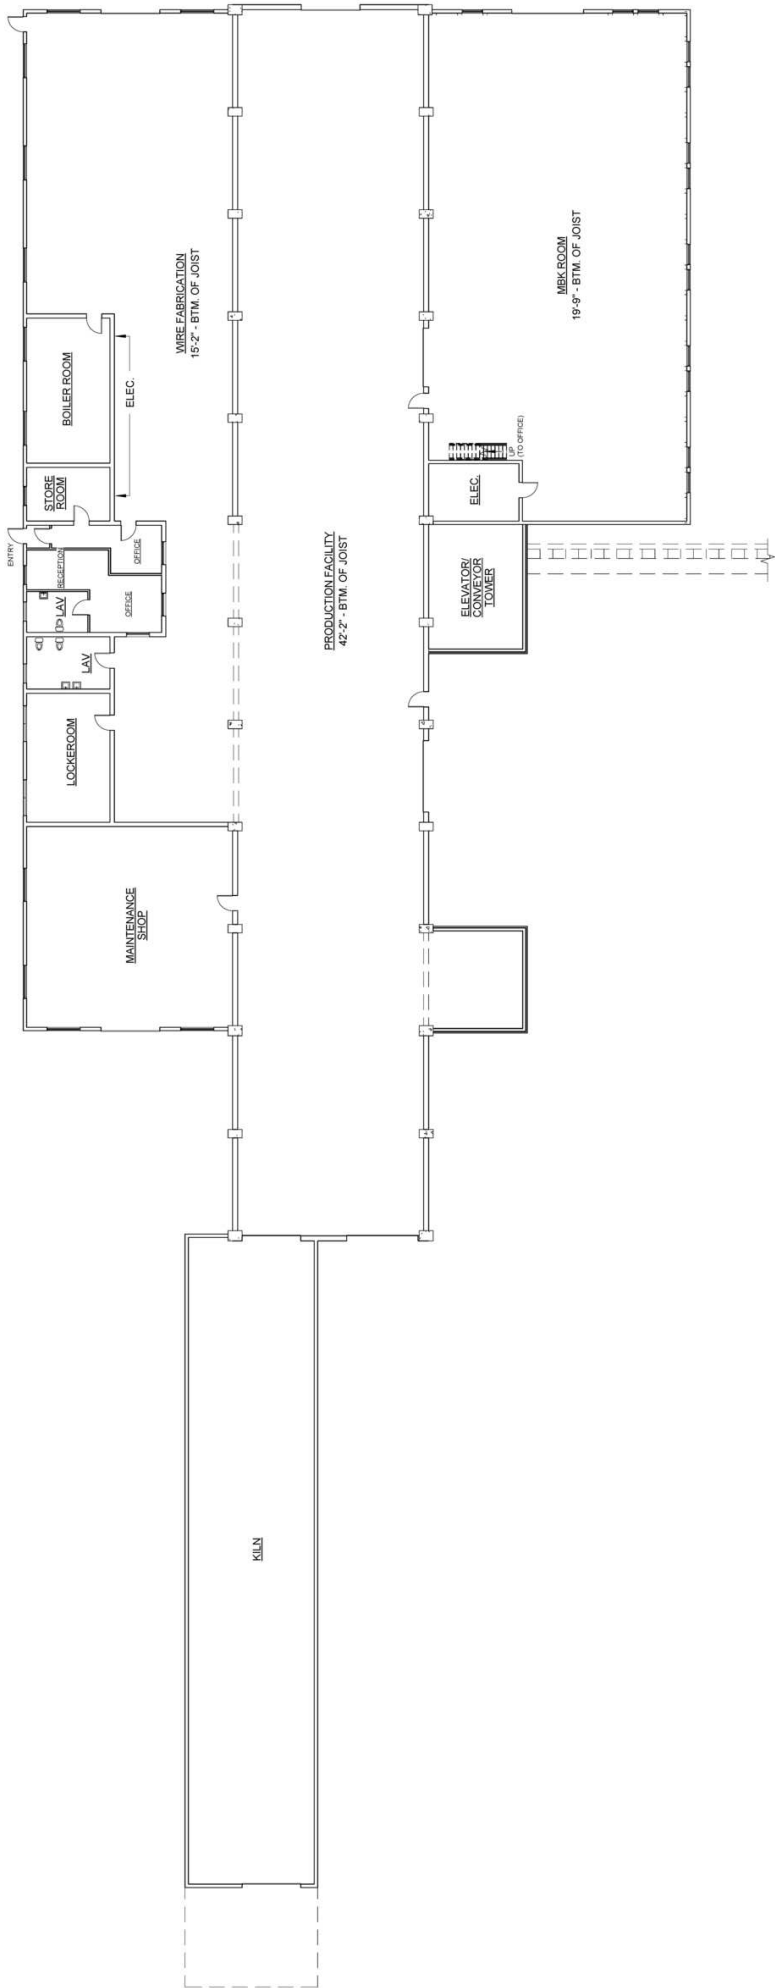 ENTRY
BOILER ROOM
STORE
ROOM
ELEC.
WIRE FABRICATION
15'-2" - BTM. OF JOIST
RECEPTION
OFFICE
LAV
OFFICE
LAV
LOCKEROOM
MAINTENANCE
SHOP
PRODUCTION FACILITY
42'-2" - BTM. OF JOIST
MBK ROOM
19'-9" - BTM. OF JOIST
UP
(TO OFFICE)
ELEC.
ELEVATOR/
CONVEYOR
TOWER
KILN